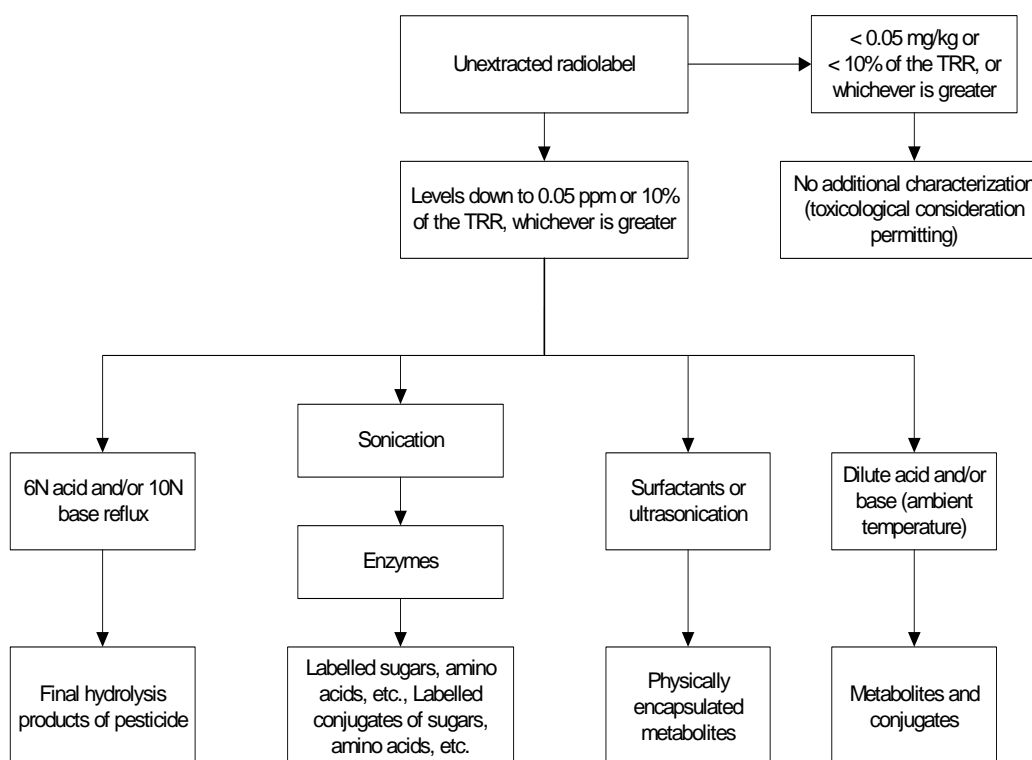 Unextracted radiolabel
< 0.05 mg/kg or
< 10% of the TRR, or
whichever is greater
Levels down to 0.05 ppm or 10%
of the TRR, whichever is greater
No additional characterization
(toxicological consideration
permitting)
6N acid and/or 10N
base reflux
Sonication
Enzymes
Surfactants or
ultrasonication
Dilute acid and/or
base (ambient
temperature)
Final hydrolysis
products of pesticide
Labelled sugars, amino
acids, etc., Labelled
conjugates of sugars,
amino acids, etc.
Physically
encapsulated
metabolites
Metabolites and
conjugates